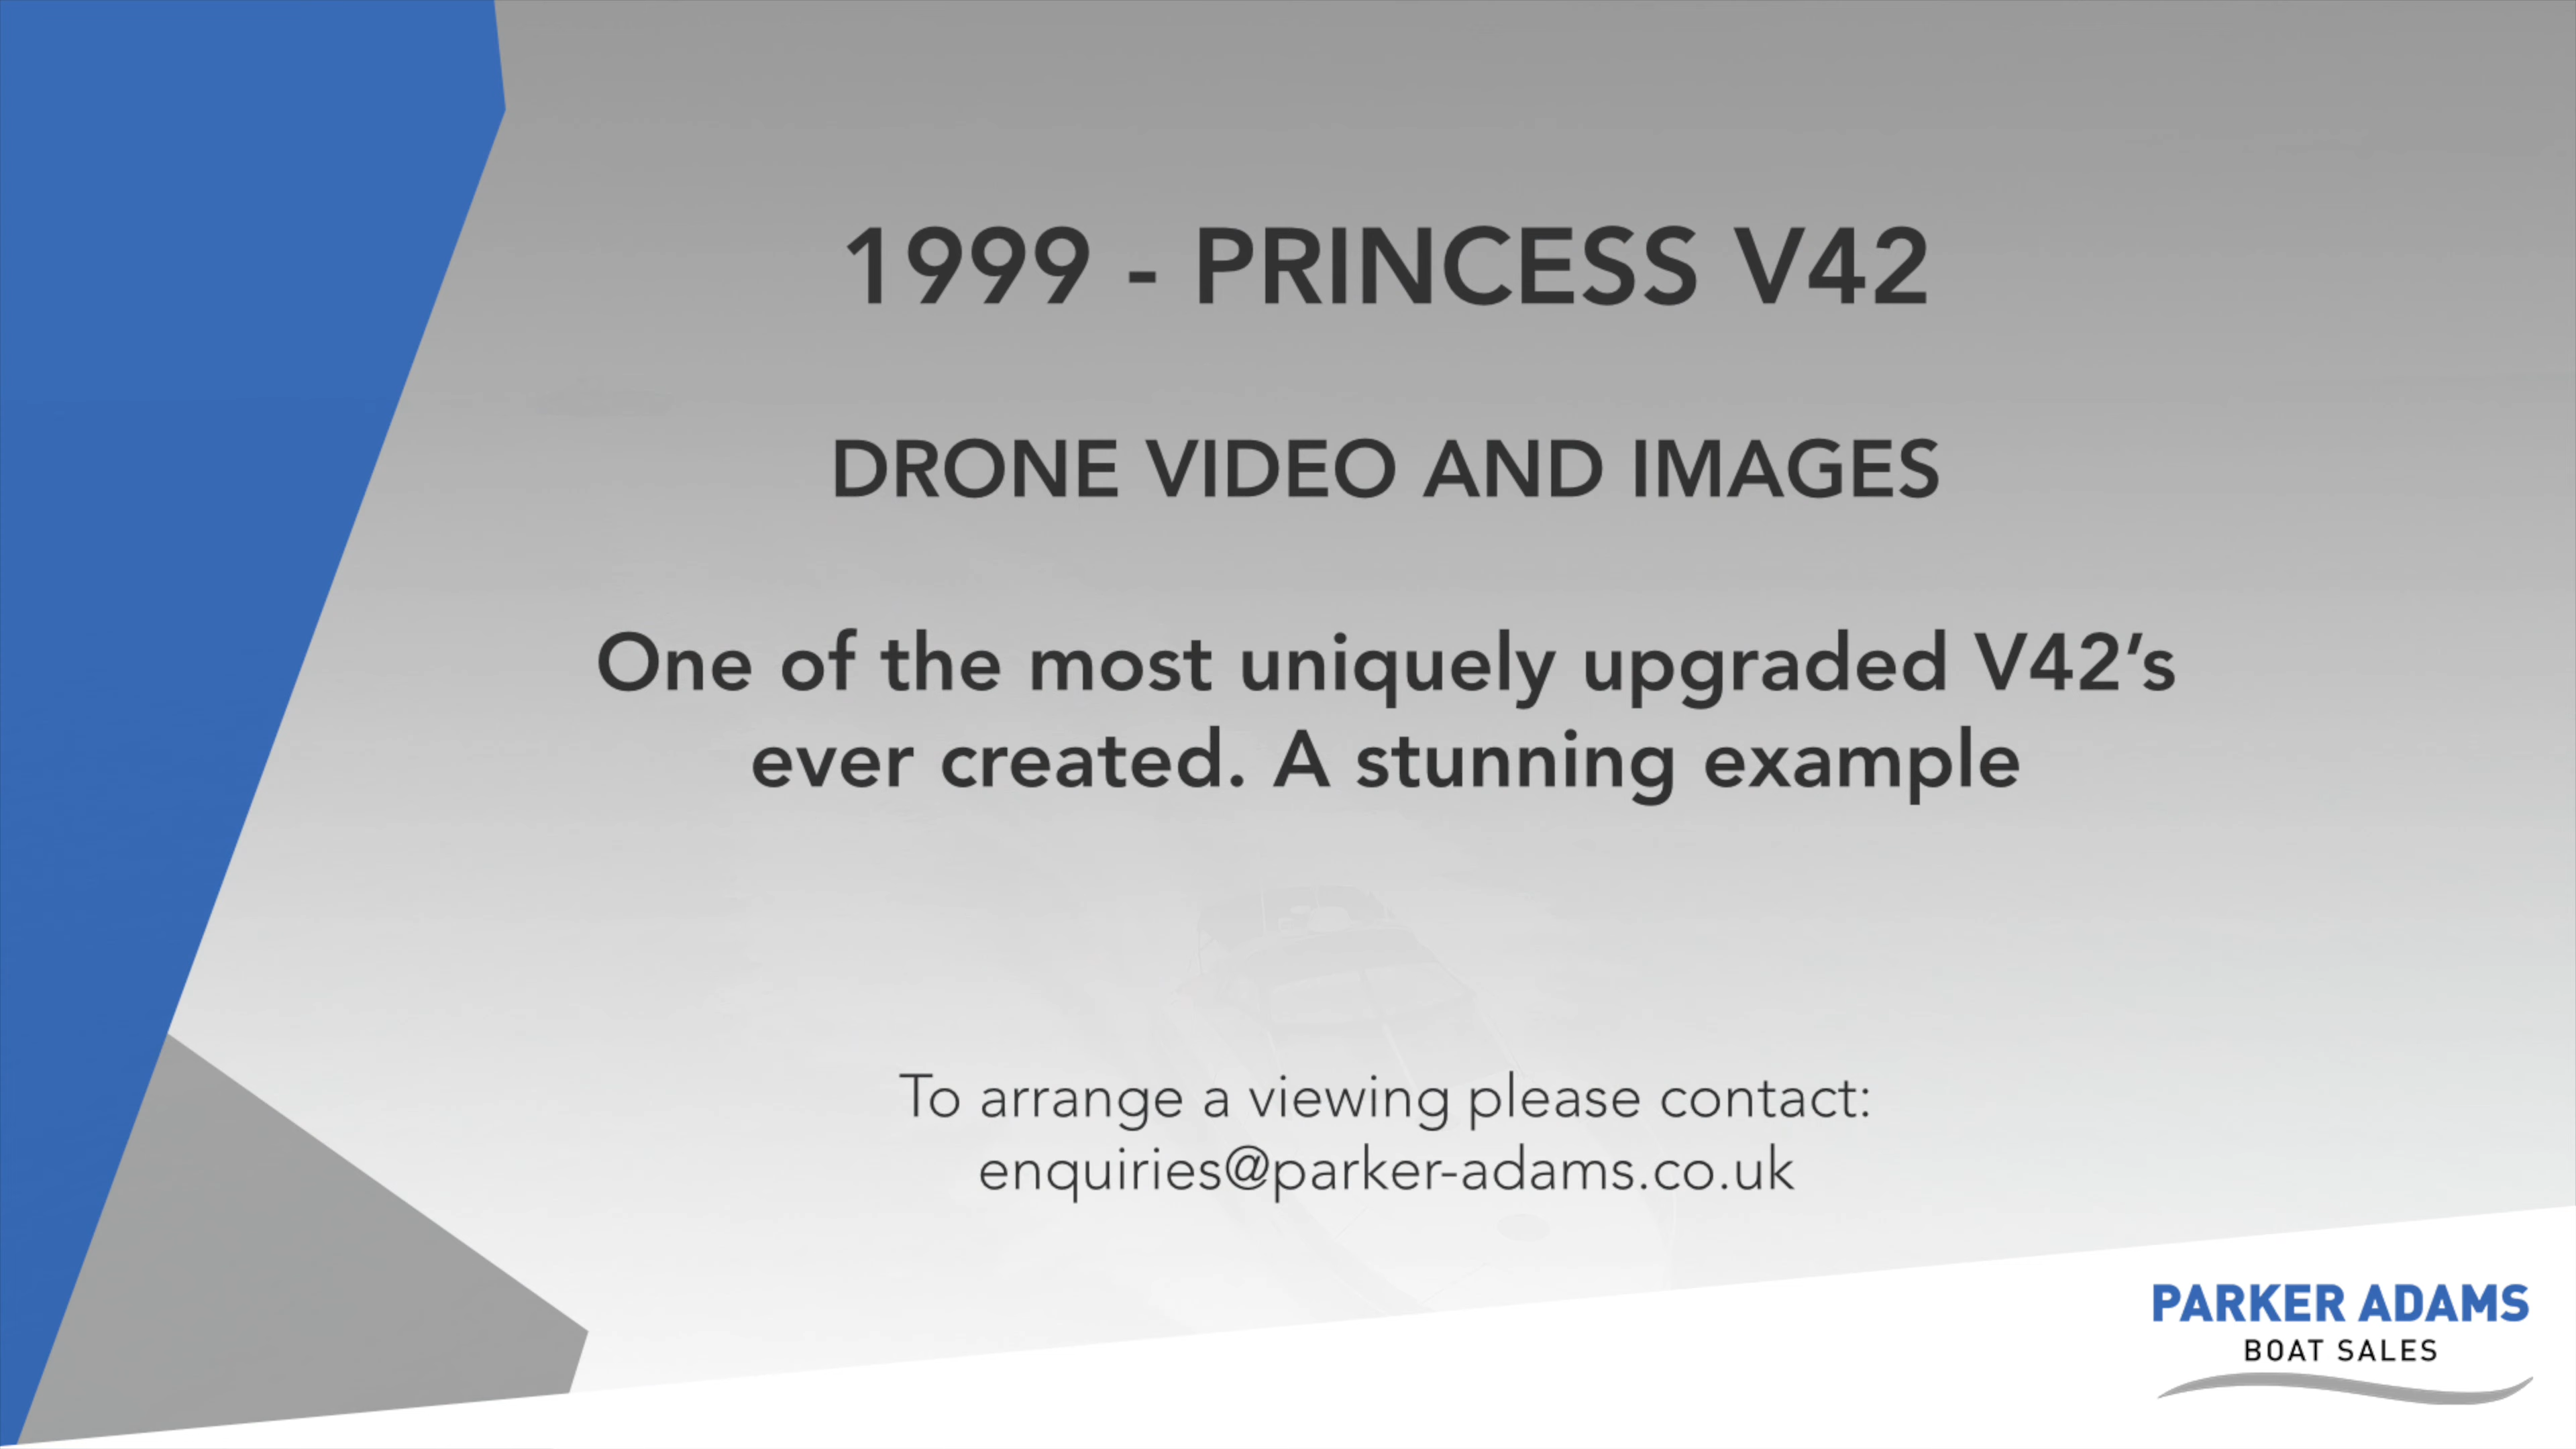 1999 - PRINCESS V42
DRONE VIDEO AND IMAGES
One of the most uniquely upgraded V42’s
ever created. A stunning example
To arrange a viewing please contact:
enquiries@parker-adams.co.uk
PARKER ADAMS
BOAT SALES